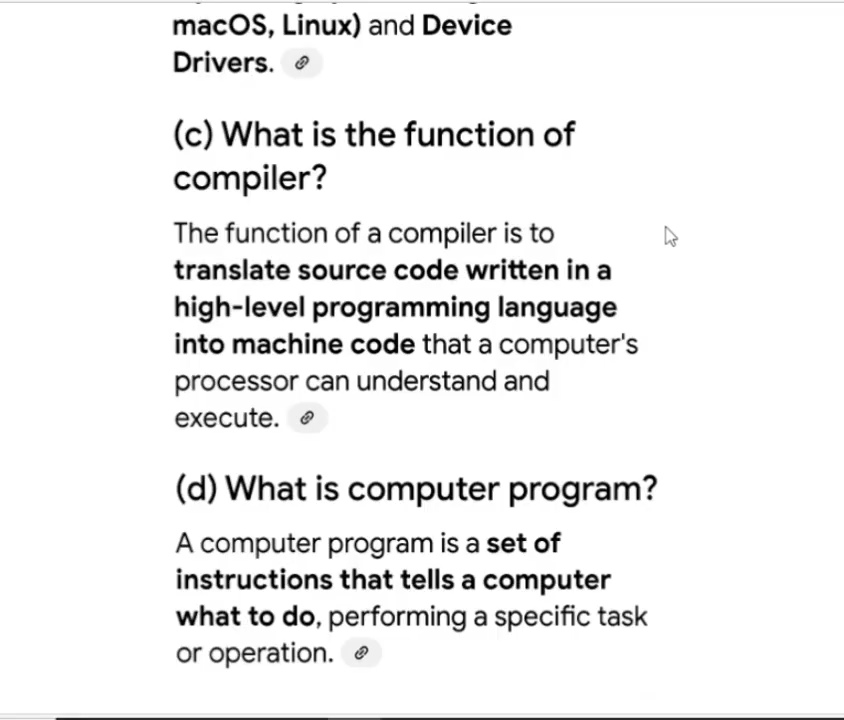 macOS, Linux) and Device
Drivers.
(c) What is the function of
compiler?
The function of a compiler is to
translate source code written in a
high-level programming language
into machine code that a computer's
processor can understand and
execute.
(d) What is computer program?
A computer program is a set of
instructions that tells a computer
what to do, performing a specific task
or operation.